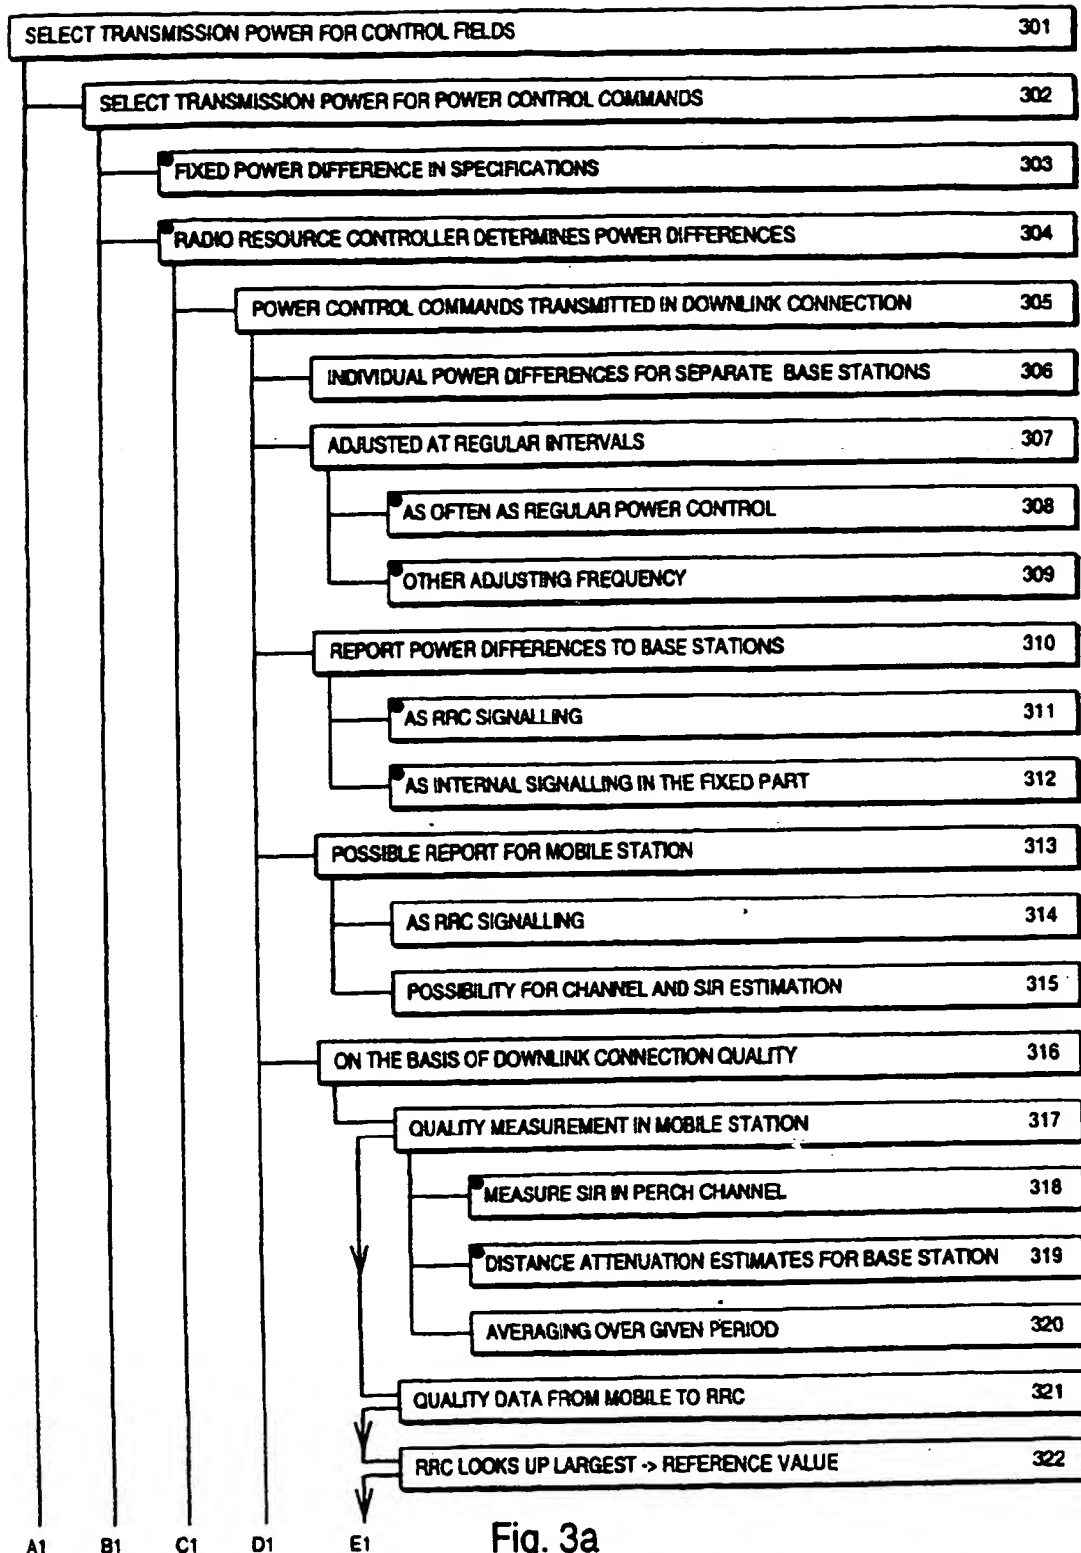 SELECT TRANSMISSION POWER FOR CONTROL FIELDS 301
SELECT TRANSMISSION POWER FOR POWER CONTROL COMMANDS 302
FIXED POWER DIFFERENCE IN SPECIFICATIONS 303
RADIO RESOURCE CONTROLLER DETERMINES POWER DIFFERENCES 304
POWER CONTROL COMMANDS TRANSMITTED IN DOWNLINK CONNECTION 305
INDIVIDUAL POWER DIFFERENCES FOR SEPARATE BASE STATIONS 306
ADJUSTED AT REGULAR INTERVALS 307
AS OFTEN AS REGULAR POWER CONTROL 308
OTHER ADJUSTING FREQUENCY 309
REPORT POWER DIFFERENCES TO BASE STATIONS 310
AS RRC SIGNALLING 311
AS INTERNAL SIGNALLING IN THE FIXED PART 312
POSSIBLE REPORT FOR MOBILE STATION 313
AS RRC SIGNALLING 314
POSSIBILITY FOR CHANNEL AND SIR ESTIMATION 315
ON THE BASIS OF DOWNLINK CONNECTION QUALITY 316
QUALITY MEASUREMENT IN MOBILE STATION 317
MEASURE SIR IN PERCH CHANNEL 318
DISTANCE ATTENUATION ESTIMATES FOR BASE STATION 319
AVERAGING OVER GIVEN PERIOD 320
QUALITY DATA FROM MOBILE TO RRC 321
RRC LOOKS UP LARGEST -> REFERENCE VALUE 322
A1 B1 C1 D1 E1
Fig. 3a